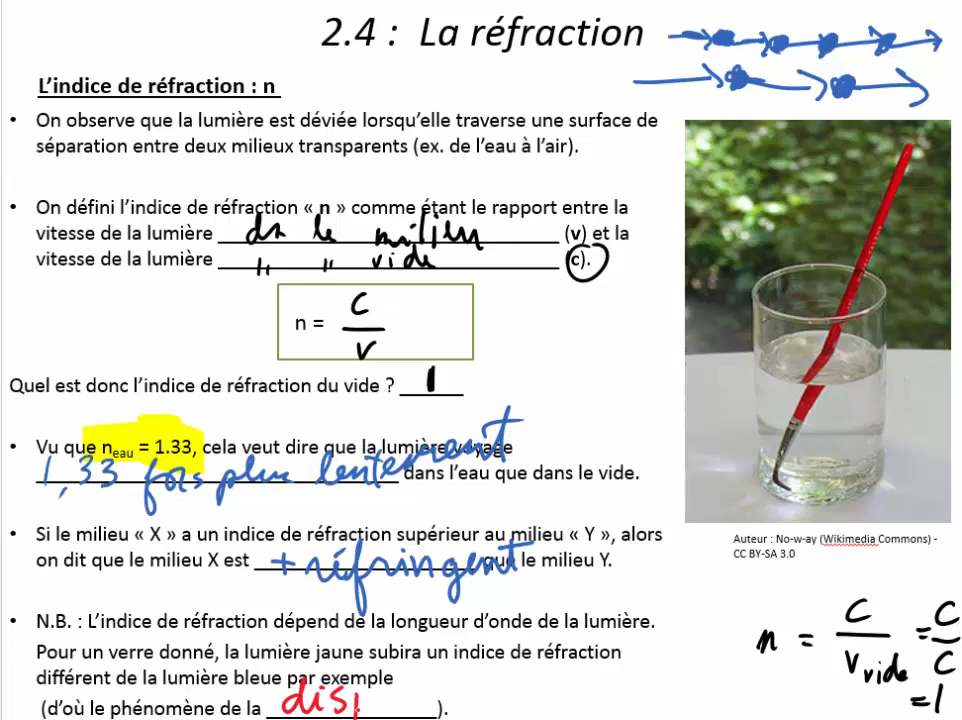 2.4 : La réfraction
L'indice de réfraction : n
• On observe que la lumière est déviée lorsqu'elle traverse une surface de
séparation entre deux milieux transparents (ex. de l'eau à l'air).
• On défini l'indice de réfraction « n » comme étant le rapport entre la
vitesse de la lumière dns le milieu (v) et la
vitesse de la lumière " " vide (c).
n = c
v
Quel est donc l'indice de réfraction du vide ? 1
• Vu que neau = 1.33, cela veut dire que la lumière voyage
1,33 fois plus lentement dans l'eau que dans le vide.
• Si le milieu « X » a un indice de réfraction supérieur au milieu « Y », alors
on dit que le milieu X est + réfringent que le milieu Y.
• N.B. : L'indice de réfraction dépend de la longueur d'onde de la lumière.
Pour un verre donné, la lumière jaune subira un indice de réfraction
différent de la lumière bleue par exemple
(d'où le phénomène de la disp ).
Auteur : No-w-ay (Wikimedia Commons) -
CC BY-SA 3.0
n = c = c
v vide c
= 1